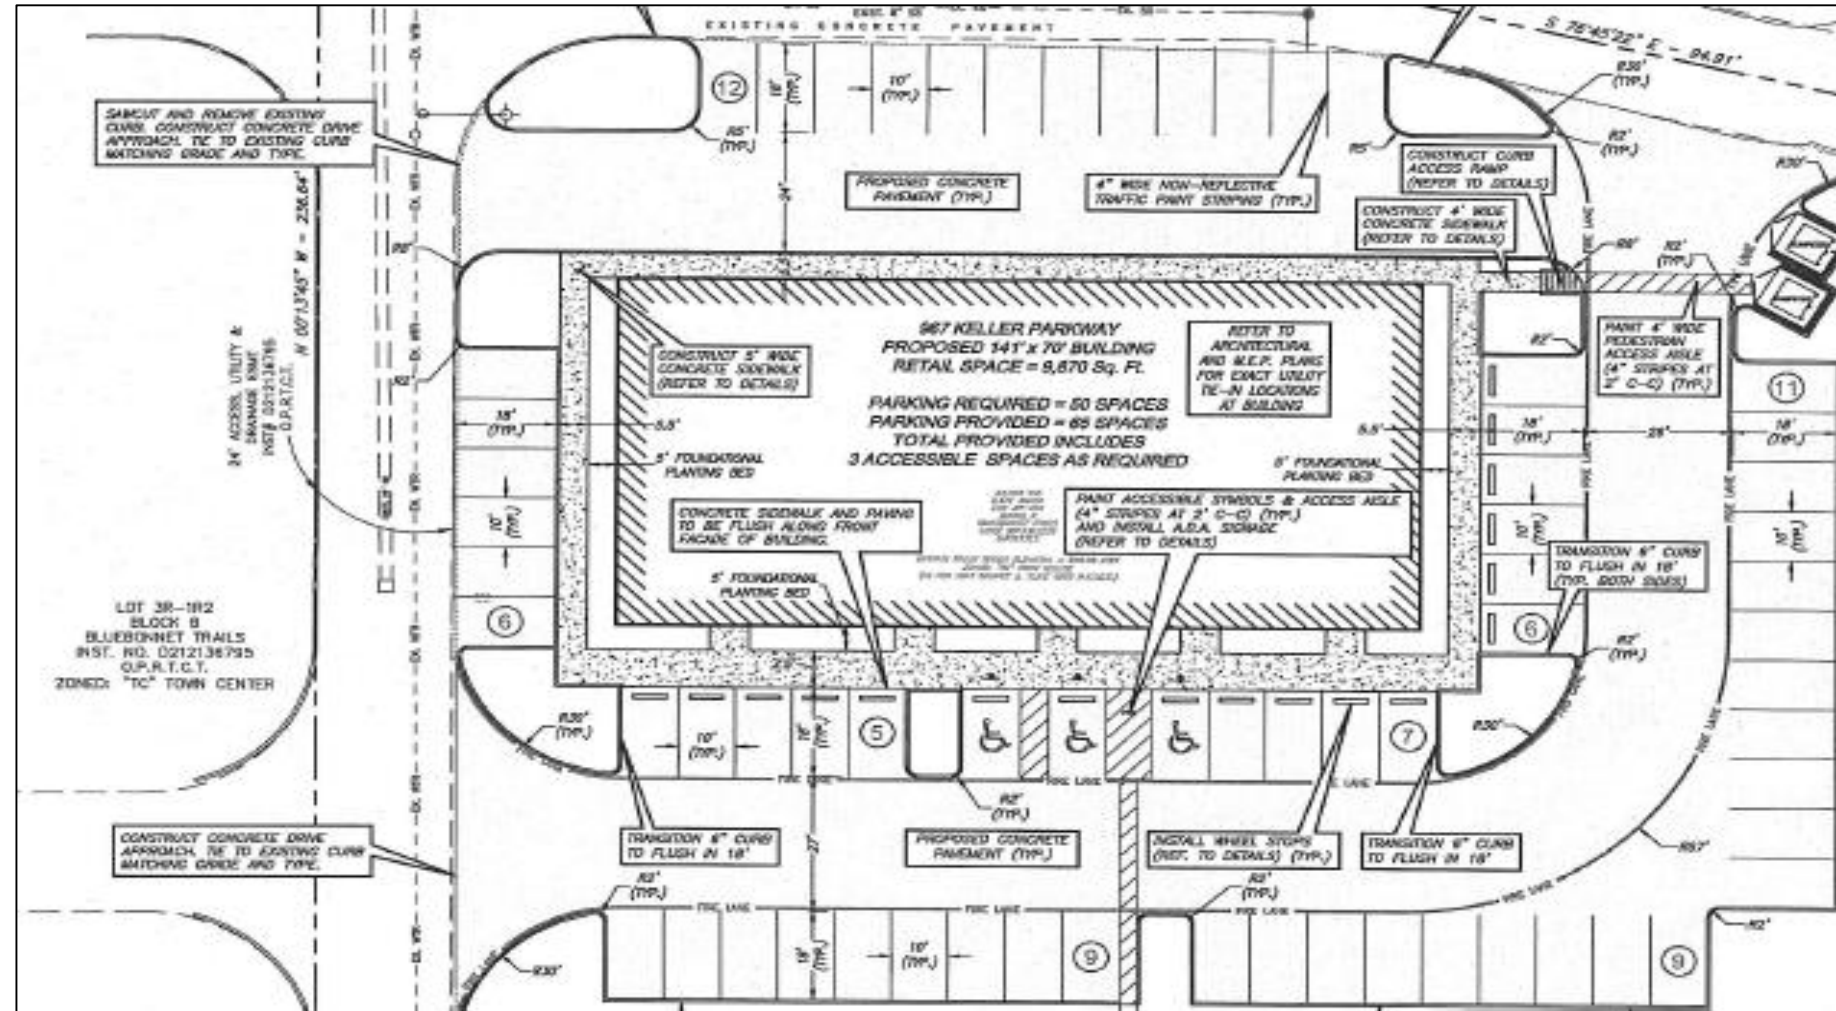 EXISTING CONCRETE PAVEMENT
S 76°45'22" E - 94.91'
SAWCUT AND REMOVE EXISTING
CURB. CONSTRUCT CONCRETE DRIVE
APPROACH. TIE TO EXISTING CURB
MATCHING GRADE AND TYPE.
12
18'
(TYP.)
10'
(TYP.)
R5'
(TYP.)
24'
PROPOSED CONCRETE
PAVEMENT (TYP.)
4" WIDE NON-REFLECTIVE
TRAFFIC PAINT STRIPING (TYP.)
R30'
(TYP.)
R2'
(TYP.)
R5'
CONSTRUCT CURB
ACCESS RAMP
(REFER TO DETAILS)
CONSTRUCT 4' WIDE
CONCRETE SIDEWALK
(REFER TO DETAILS)
R30'
R2'
(TYP.)
FIRE LANE
N 00°13'45" W - 236.64'
24' ACCESS, UTILITY &
DRAINAGE ESMT.
INST# D212136795
O.P.R.T.C.T.
R2'
CONSTRUCT 5' WIDE
CONCRETE SIDEWALK
(REFER TO DETAILS)
967 KELLER PARKWAY
PROPOSED 141' x 70' BUILDING
RETAIL SPACE = 9,870 Sq. Ft.
PARKING REQUIRED = 50 SPACES
PARKING PROVIDED = 65 SPACES
TOTAL PROVIDED INCLUDES
3 ACCESSIBLE SPACES AS REQUIRED
REFER TO
ARCHITECTURAL
AND M.E.P. PLANS
FOR EXACT UTILITY
TIE-IN LOCATIONS
AT BUILDING
R2'
PAINT 4' WIDE
PEDESTRIAN
ACCESS AISLE
(4" STRIPES AT
2' C-C) (TYP.)
11
18'
(TYP.)
5.5'
5' FOUNDATIONAL
PLANTING BED
5.5'
5' FOUNDATIONAL
PLANTING BED
18'
(TYP.)
18'
(TYP.)
10'
(TYP.)
CONCRETE SIDEWALK AND PAVING
TO BE FLUSH ALONG FRONT
FACADE OF BUILDING.
PAINT ACCESSIBLE SYMBOLS & ACCESS AISLE
(4" STRIPES AT 2' C-C) (TYP.)
AND INSTALL A.D.A. SIGNAGE
(REFER TO DETAILS)
10'
(TYP.)
10'
(TYP.)
TRANSITION 6" CURB
TO FLUSH IN 18'
(TYP. BOTH SIDES)
5' FOUNDATIONAL
PLANTING BED
LOT 3R-1R2
BLOCK B
BLUEBONNET TRAILS
INST. NO. D212136795
O.P.R.T.C.T.
ZONED: "TC" TOWN CENTER
6
6
R2'
(TYP.)
R30'
(TYP.)
10'
(TYP.)
18'
(TYP.)
5
7
R30'
FIRE LANE
FIRE LANE
FIRE LANE
R2'
(TYP.)
CONSTRUCT CONCRETE DRIVE
APPROACH. TIE TO EXISTING CURB
MATCHING GRADE AND TYPE.
TRANSITION 6" CURB
TO FLUSH IN 18'
27'
PROPOSED CONCRETE
PAVEMENT (TYP.)
INSTALL WHEEL STOPS
(REF. TO DETAILS) (TYP.)
TRANSITION 6" CURB
TO FLUSH IN 18'
R57'
R2'
(TYP.)
R2'
(TYP.)
FIRE LANE
FIRE LANE
FIRE LANE
FIRE LANE
R2'
R30'
18'
(TYP.)
10'
(TYP.)
9
9